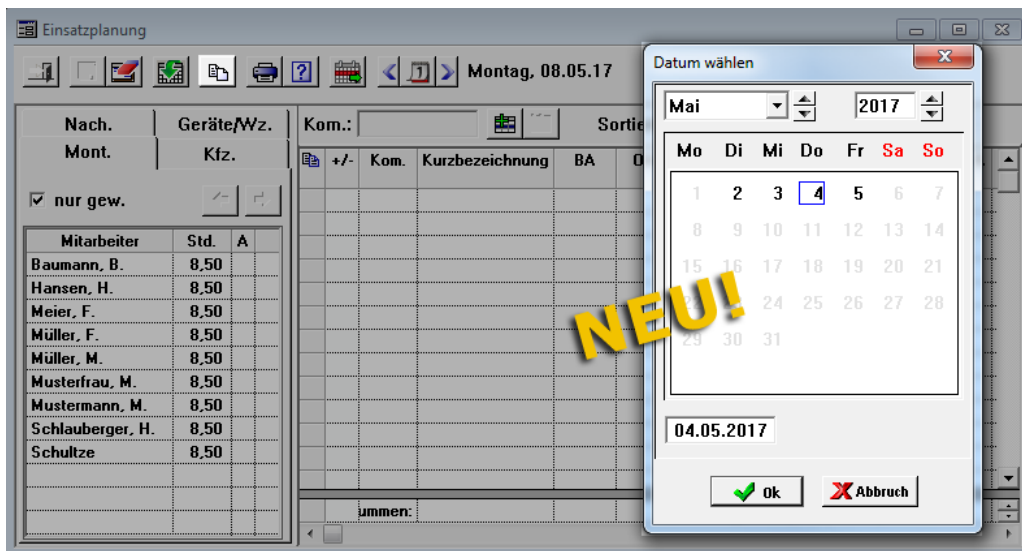 Einsatzplanung
Montag, 08.05.17
Nach. Geräte/Wz.
Mont. Kfz.
nur gew.
Mitarbeiter Std. A
Baumann, B. 8,50
Hansen, H. 8,50
Meier, F. 8,50
Müller, F. 8,50
Müller, M. 8,50
Musterfrau, M. 8,50
Mustermann, M. 8,50
Schlauberger, H. 8,50
Schultze 8,50
Kom.: Sortie
+/- Kom. Kurzbezeichnung BA O
ummen:
NEU!
Datum wählen
Mai 2017
Mo Di Mi Do Fr Sa So
1 2 3 4 5 6 7
8 9 10 11 12 13 14
15 16 17 18 19 20 21
24 25 26 27 28
29 30 31
04.05.2017
Ok Abbruch